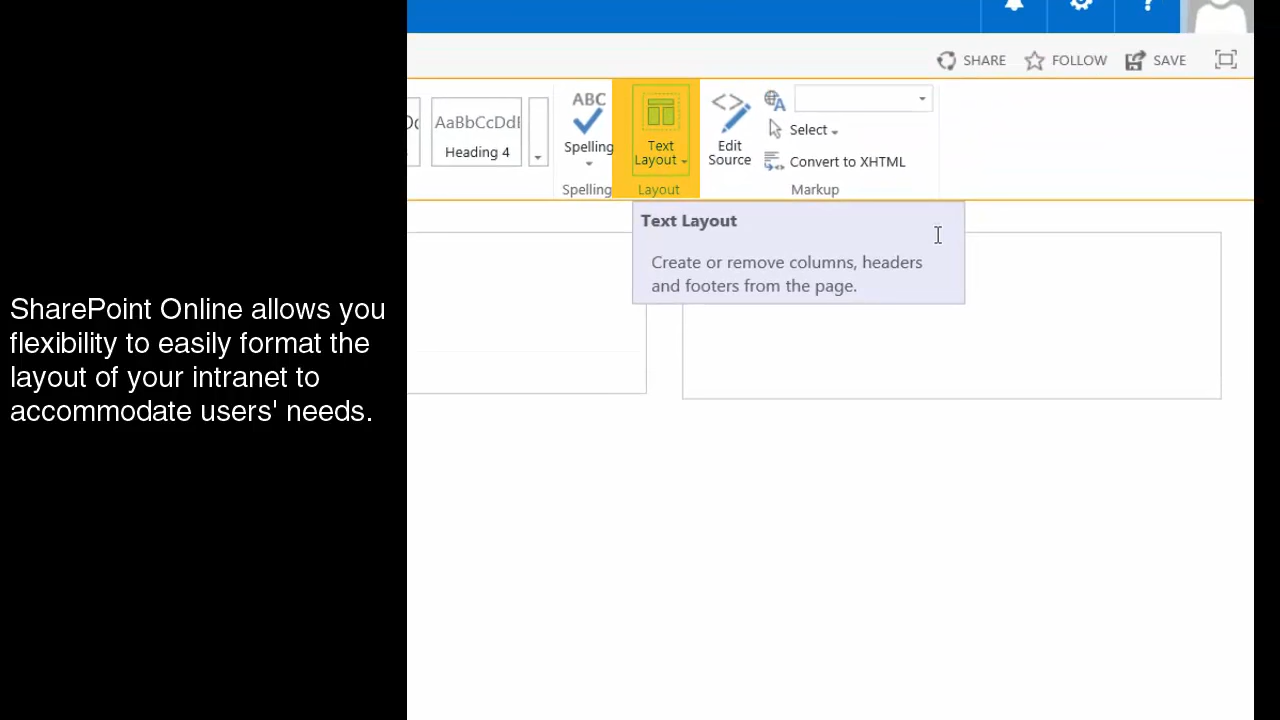 SharePoint Online allows you
flexibility to easily format the
layout of your intranet to
accommodate users' needs.
?
SHARE
FOLLOW
SAVE
AaBbCcDdI
Heading 4
ABC
Spelling
Spelling
Text
Layout
Layout
Edit
Source
Select
Convert to XHTML
Markup
Text Layout
Create or remove columns, headers
and footers from the page.